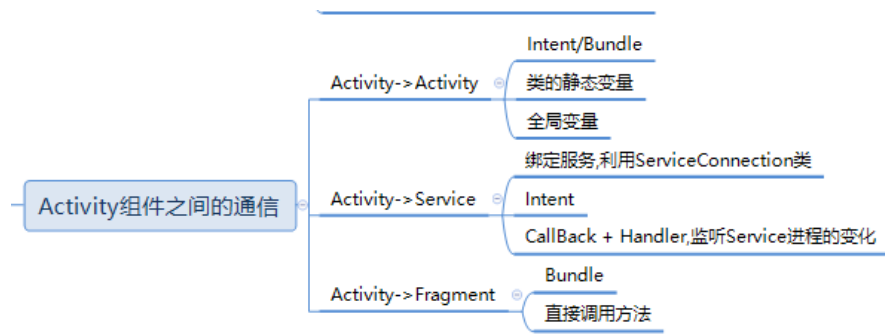 Intent/Bundle
Activity->Activity
类的静态变量
全局变量
绑定服务,利用ServiceConnection类
Activity组件之间的通信
Activity->Service
Intent
CallBack + Handler,监听Service进程的变化
Bundle
Activity->Fragment
直接调用方法